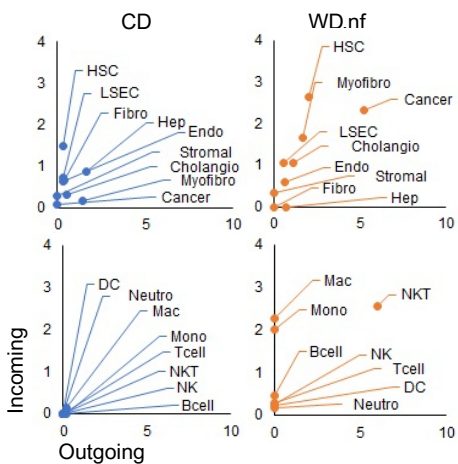 CD
WD.nf
4
3
2
1
0
HSC
LSEC
Fibro
Hep
Endo
Stromal
Cholangio
Myofibro
Cancer
0
5
10
4
3
2
1
0
HSC
Myofibro
Cancer
LSEC
Cholangio
Endo
Stromal
Fibro
Hep
0
5
10
Incoming
4
3
2
1
0
DC
Neutro
Mac
Mono
Tcell
NKT
NK
Bcell
0
5
10
4
3
2
1
0
Mac
NKT
Mono
Bcell
NK
Tcell
DC
Neutro
0
5
10
Outgoing